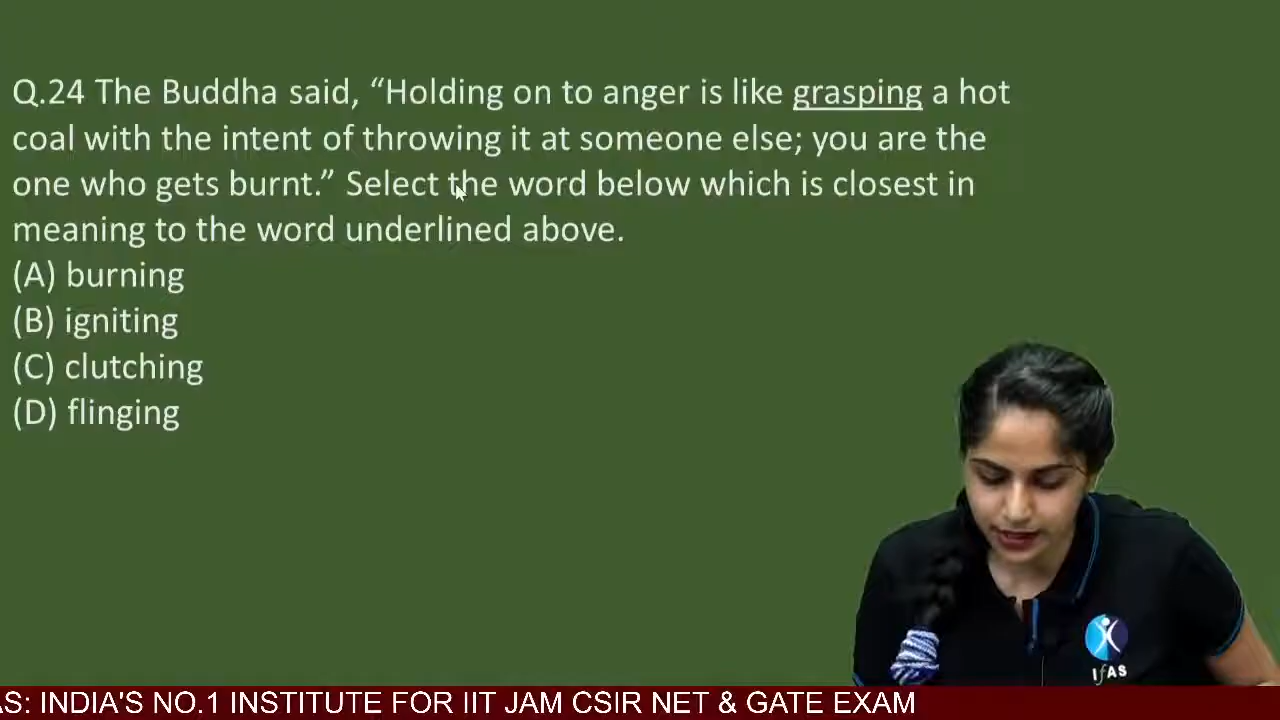 Q.24 The Buddha said, “Holding on to anger is like grasping a hot
coal with the intent of throwing it at someone else; you are the
one who gets burnt.” Select the word below which is closest in
meaning to the word underlined above.
(A) burning
(B) igniting
(C) clutching
(D) flinging
IfAS
AS: INDIA'S NO.1 INSTITUTE FOR IIT JAM CSIR NET & GATE EXAM